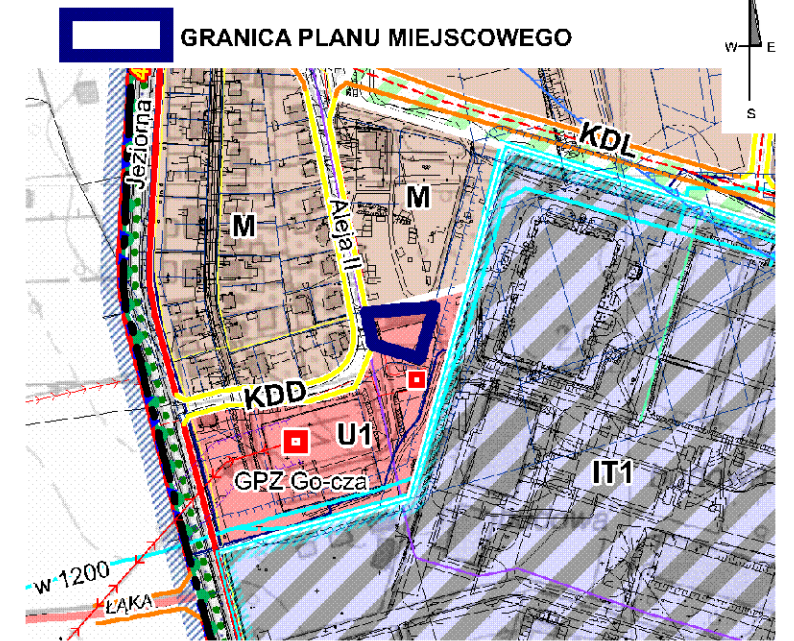 GRANICA PLANU MIEJSCOWEGO
W E
S
Jeziorna
KDL
M
M
Aleja II
KDD
U1
GPZ Go-cza
IT1
w 1200
ŁĄKA